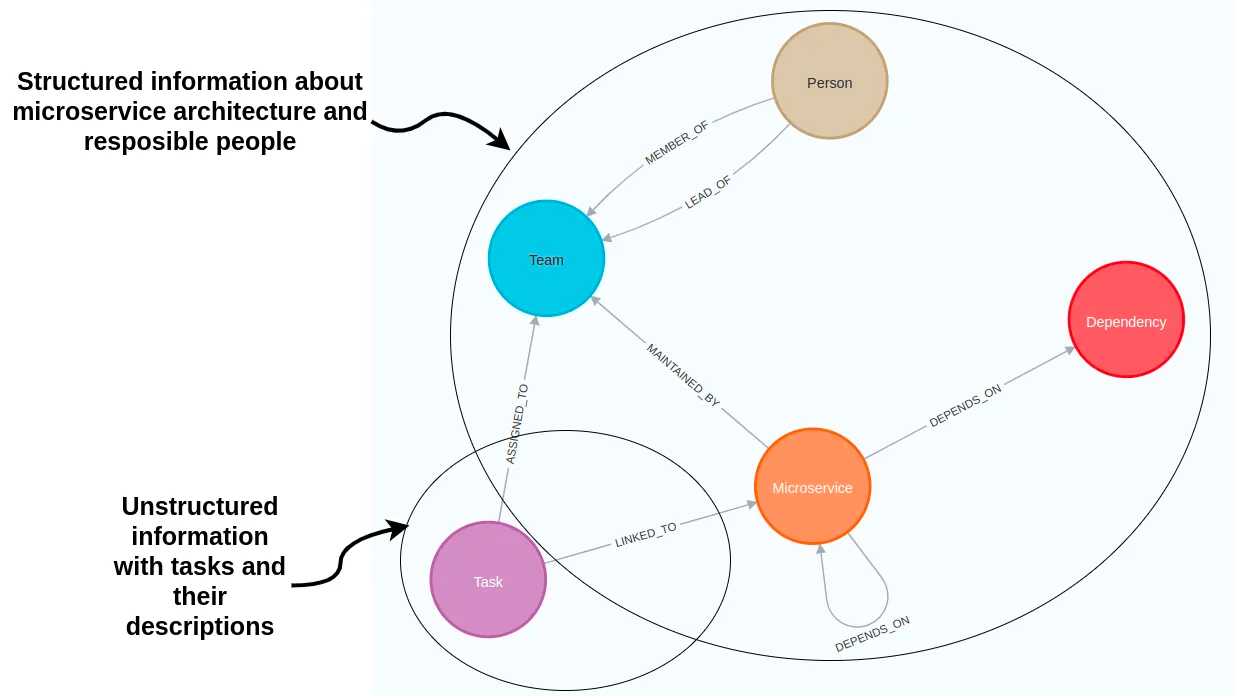 Structured information about
microservice architecture and
resposible people
Person
MEMBER_OF
LEAD_OF
Team
Dependency
MAINTAINED_BY
DEPENDS_ON
ASSIGNED_TO
Microservice
Unstructured
information
with tasks and
their
descriptions
LINKED_TO
Task
DEPENDS_ON